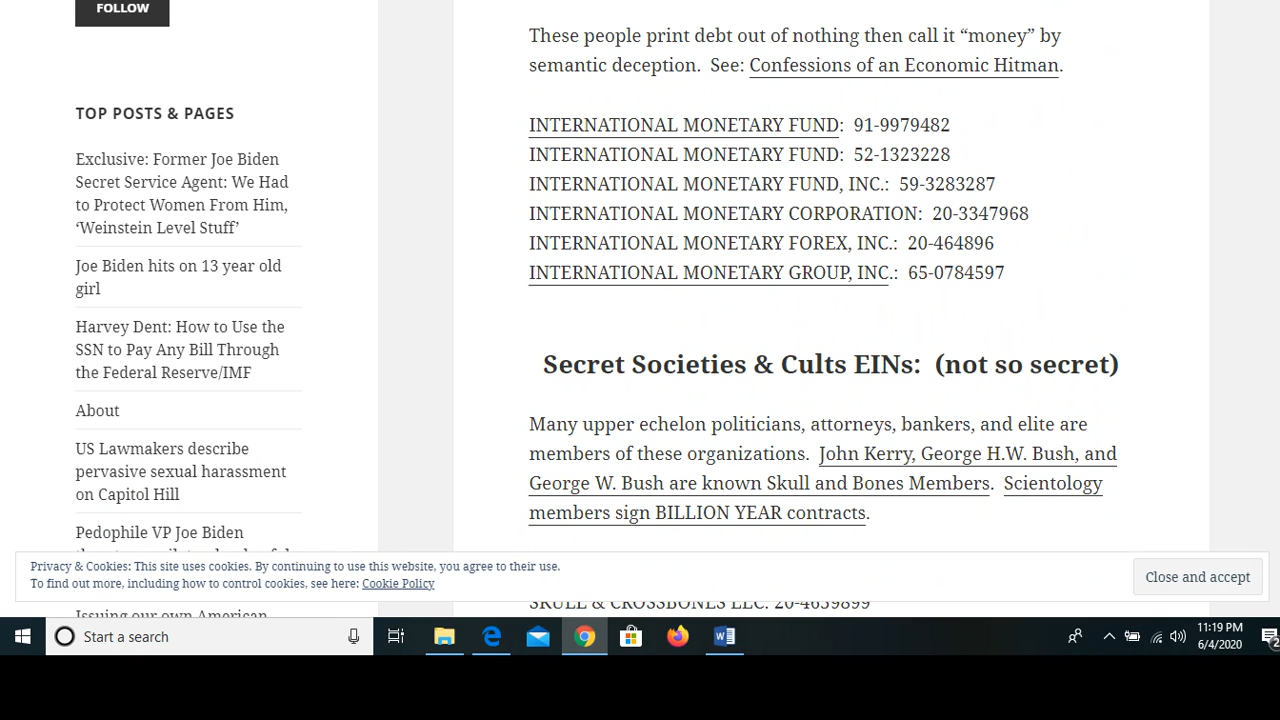 FOLLOW
TOP POSTS & PAGES
Exclusive: Former Joe Biden
Secret Service Agent: We Had
to Protect Women From Him,
‘Weinstein Level Stuff’
Joe Biden hits on 13 year old
girl
Harvey Dent: How to Use the
SSN to Pay Any Bill Through
the Federal Reserve/IMF
About
US Lawmakers describe
pervasive sexual harassment
on Capitol Hill
Pedophile VP Joe Biden
Issuing our own American
These people print debt out of nothing then call it “money” by
semantic deception.  See: Confessions of an Economic Hitman.
INTERNATIONAL MONETARY FUND:  91-9979482
INTERNATIONAL MONETARY FUND:  52-1323228
INTERNATIONAL MONETARY FUND, INC.:  59-3283287
INTERNATIONAL MONETARY CORPORATION:  20-3347968
INTERNATIONAL MONETARY FOREX, INC.:  20-464896
INTERNATIONAL MONETARY GROUP, INC.:  65-0784597
Secret Societies & Cults EINs:  (not so secret)
Many upper echelon politicians, attorneys, bankers, and elite are
members of these organizations.  John Kerry, George H.W. Bush, and
George W. Bush are known Skull and Bones Members.  Scientology
members sign BILLION YEAR contracts.
SKULL & CROSSBONES LLC: 20-4659899
Privacy & Cookies: This site uses cookies. By continuing to use this website, you agree to their use.
To find out more, including how to control cookies, see here: Cookie Policy
Close and accept
Start a search
11:19 PM
6/4/2020
2